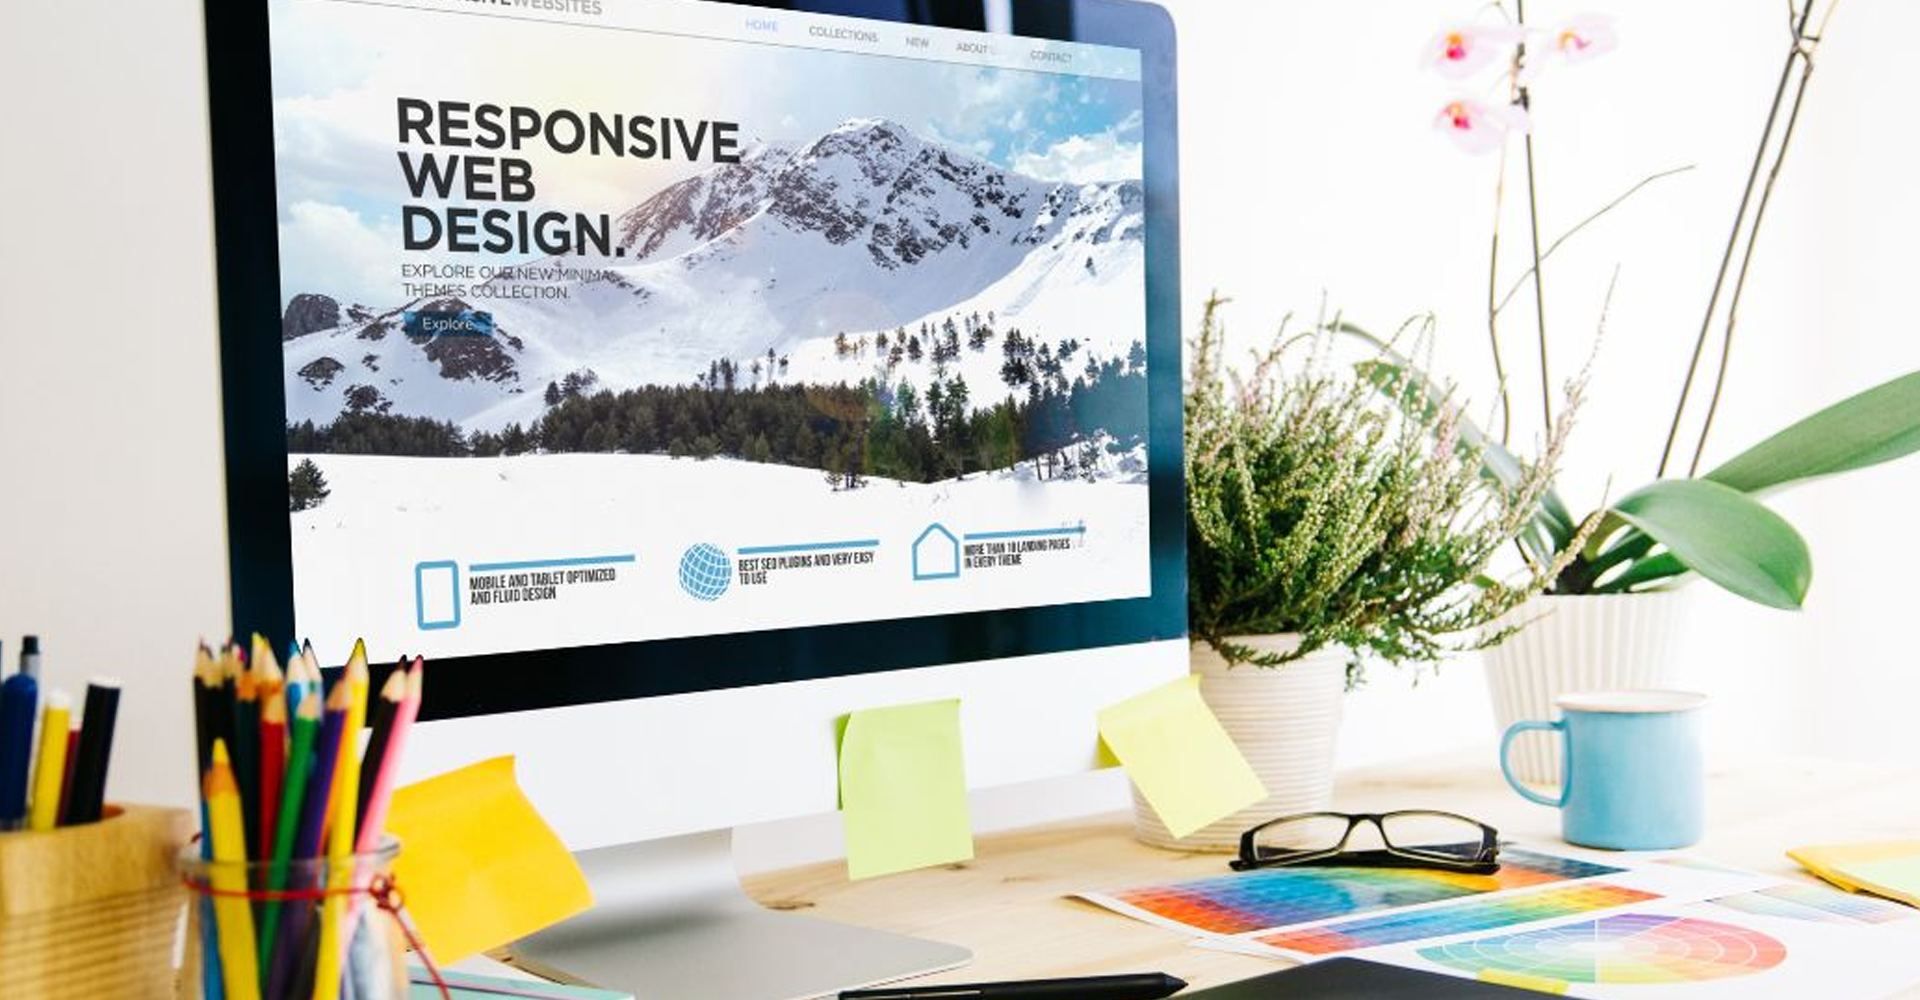 WEBSITES
HOME COLLECTIONS NEW ABOUT CONTACT
RESPONSIVE
WEB
DESIGN.
EXPLORE OUR NEW MINIMAL
THEMES COLLECTION.
Explore
MOBILE AND TABLET OPTIMIZED
AND FLUID DESIGN
BEST SEO PLUGINS AND VERY EASY
TO USE
MORE THAN 10 LANDING PAGES
IN EVERY THEME